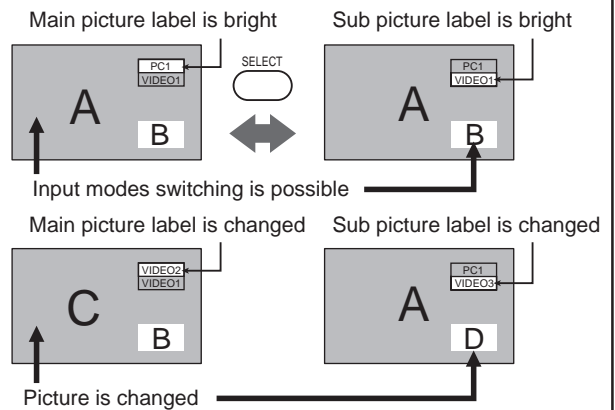 Main picture label is bright
Sub picture label is bright
PC1
VIDEO1
A
B
SELECT
PC1
VIDEO1
A
B
Input modes switching is possible
Main picture label is changed
Sub picture label is changed
VIDEO2
VIDEO1
C
B
PC1
VIDEO3
A
D
Picture is changed